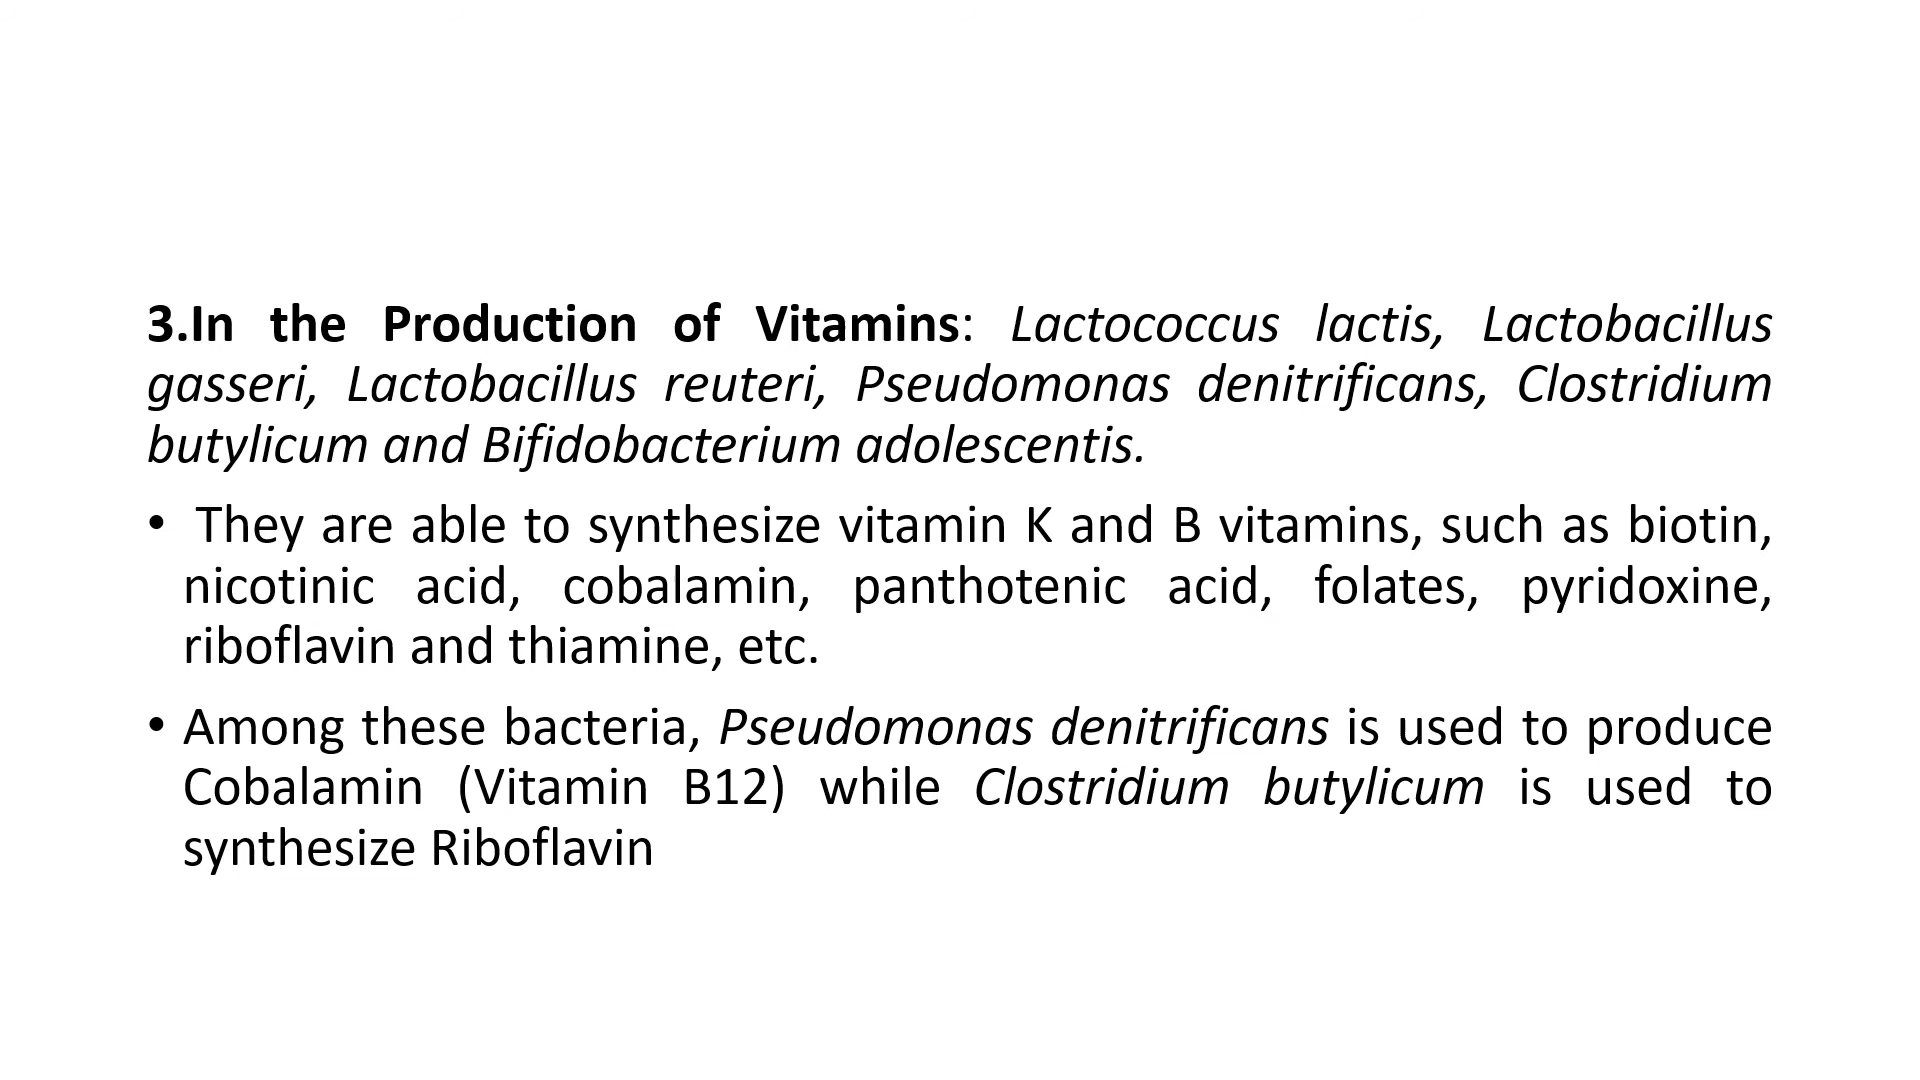 3.In the Production of Vitamins: Lactococcus lactis, Lactobacillus
gasseri, Lactobacillus reuteri, Pseudomonas denitrificans, Clostridium
butylicum and Bifidobacterium adolescentis.
• They are able to synthesize vitamin K and B vitamins, such as biotin,
nicotinic acid, cobalamin, panthotenic acid, folates, pyridoxine,
riboflavin and thiamine, etc.
• Among these bacteria, Pseudomonas denitrificans is used to produce
Cobalamin (Vitamin B12) while Clostridium butylicum is used to
synthesize Riboflavin